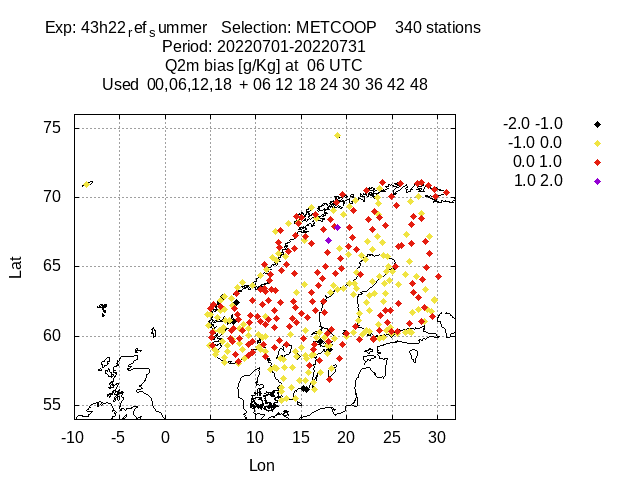 Exp: 43h22refsummer Selection: METCOOP 340 stations
Period: 20220701-20220731
Q2m bias [g/Kg] at 06 UTC
Used 00,06,12,18 + 06 12 18 24 30 36 42 48
-2.0 -1.0
-1.0 0.0
0.0 1.0
1.0 2.0
75
70
65
60
55
Lat
-10 -5 0 5 10 15 20 25 30
Lon